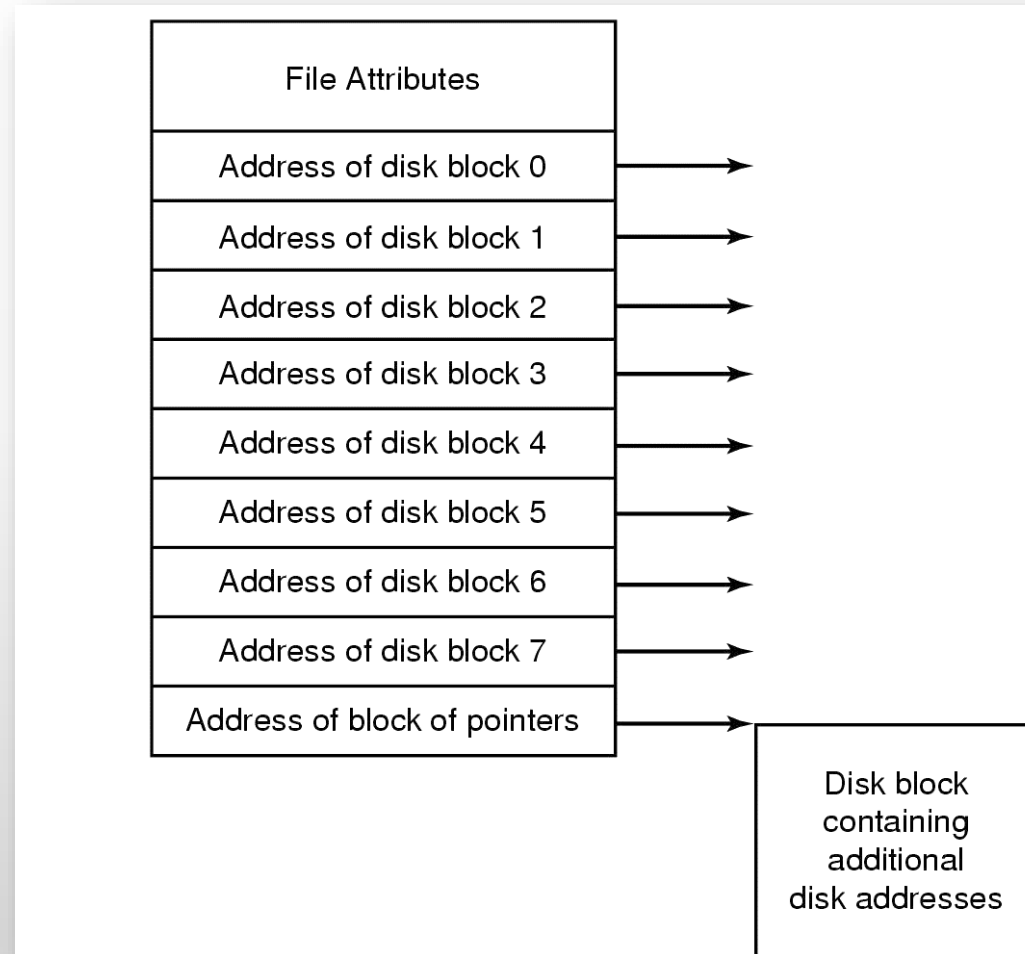 File Attributes
Address of disk block 0
Address of disk block 1
Address of disk block 2
Address of disk block 3
Address of disk block 4
Address of disk block 5
Address of disk block 6
Address of disk block 7
Address of block of pointers
Disk block
containing
additional
disk addresses